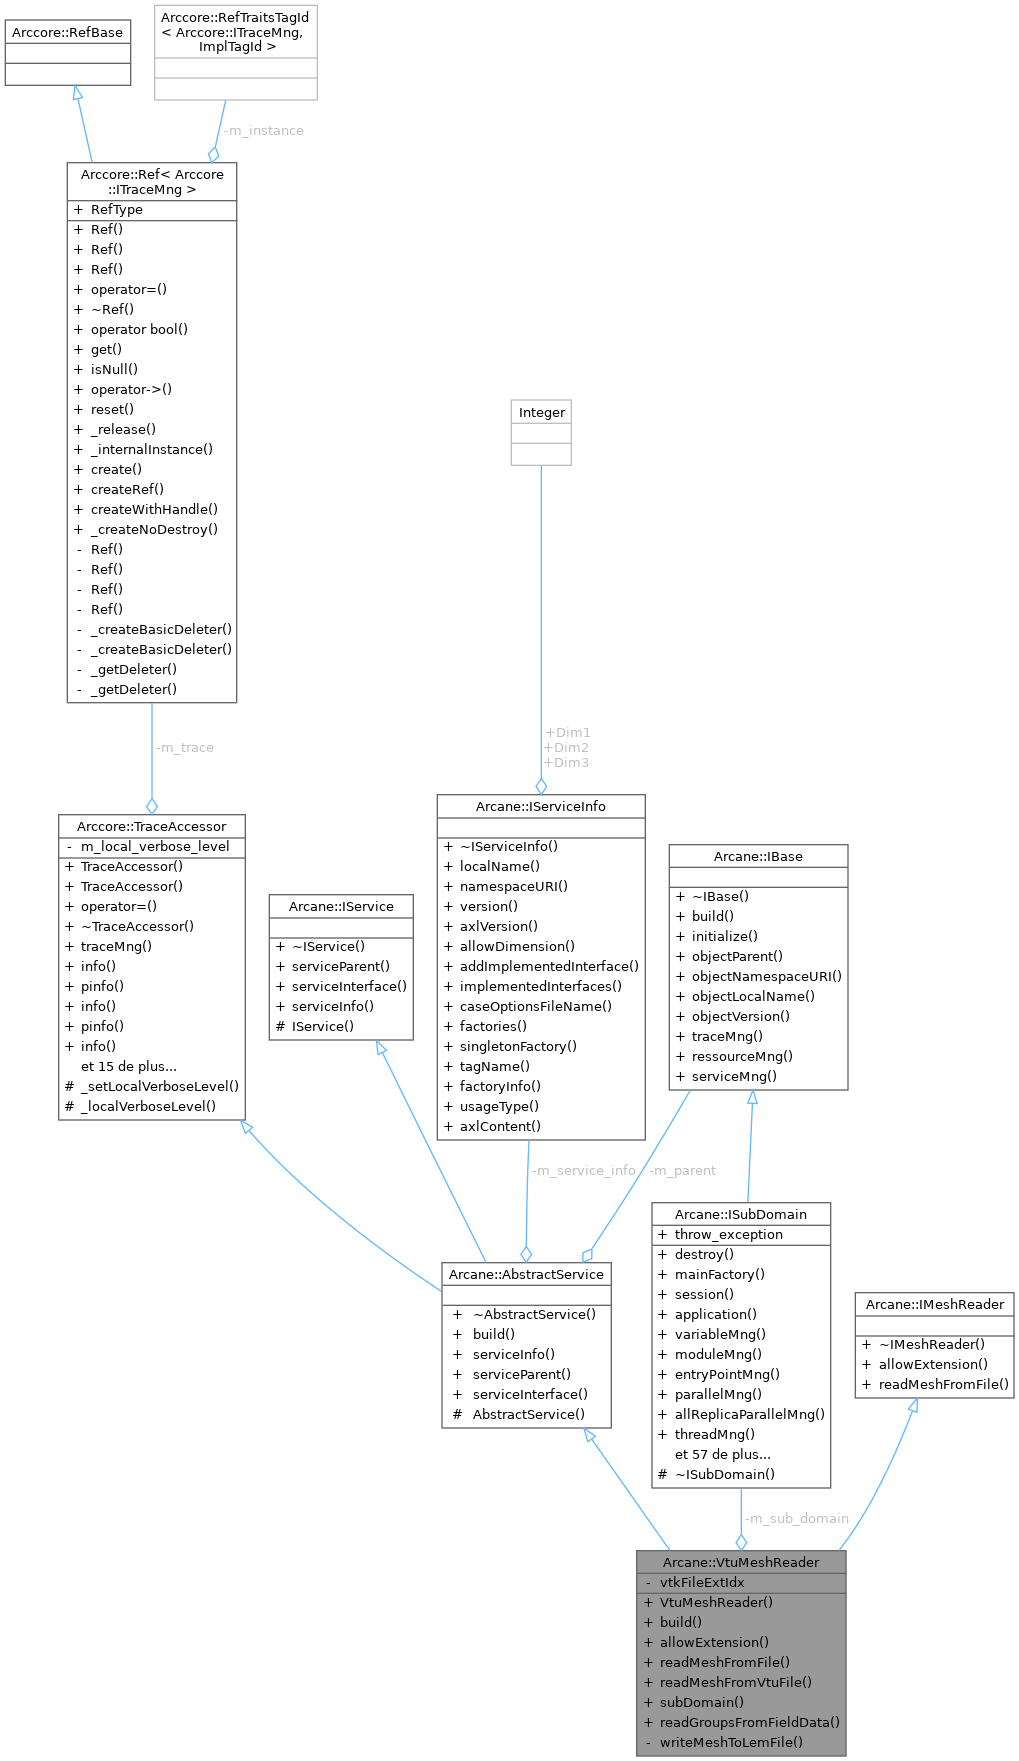 Arccore::RefBase
Arccore::RefTraitsTagId
< Arccore::ITraceMng,
ImplTagId >
-m_instance
Arccore::Ref< Arccore
::ITraceMng >
+ RefType
+ Ref()
+ Ref()
+ Ref()
+ operator=()
+ ~Ref()
+ operator bool()
+ get()
+ isNull()
+ operator->()
+ reset()
+ _release()
+ _internalInstance()
+ create()
+ createRef()
+ createWithHandle()
+ _createNoDestroy()
- Ref()
- Ref()
- Ref()
- Ref()
- _createBasicDeleter()
- _createBasicDeleter()
- _getDeleter()
- _getDeleter()
-m_trace
Integer
+Dim1
+Dim2
+Dim3
Arccore::TraceAccessor
- m_local_verbose_level
+ TraceAccessor()
+ TraceAccessor()
+ operator=()
+ ~TraceAccessor()
+ traceMng()
+ info()
+ pinfo()
+ info()
+ pinfo()
+ info()
et 15 de plus...
# _setLocalVerboseLevel()
# _localVerboseLevel()
Arcane::IService
+ ~IService()
+ serviceParent()
+ serviceInterface()
+ serviceInfo()
# IService()
Arcane::IServiceInfo
+ ~IServiceInfo()
+ localName()
+ namespaceURI()
+ version()
+ axlVersion()
+ allowDimension()
+ addImplementedInterface()
+ implementedInterfaces()
+ caseOptionsFileName()
+ factories()
+ singletonFactory()
+ tagName()
+ factoryInfo()
+ usageType()
+ axlContent()
Arcane::IBase
+ ~IBase()
+ build()
+ initialize()
+ objectParent()
+ objectNamespaceURI()
+ objectLocalName()
+ objectVersion()
+ traceMng()
+ ressourceMng()
+ serviceMng()
-m_service_info
-m_parent
Arcane::AbstractService
+ ~AbstractService()
+ build()
+ serviceInfo()
+ serviceParent()
+ serviceInterface()
# AbstractService()
Arcane::ISubDomain
+ throw_exception
+ destroy()
+ mainFactory()
+ session()
+ application()
+ variableMng()
+ moduleMng()
+ entryPointMng()
+ parallelMng()
+ allReplicaParallelMng()
+ threadMng()
et 57 de plus...
# ~ISubDomain()
Arcane::IMeshReader
+ ~IMeshReader()
+ allowExtension()
+ readMeshFromFile()
-m_sub_domain
Arcane::VtuMeshReader
- vtkFileExtIdx
+ VtuMeshReader()
+ build()
+ allowExtension()
+ readMeshFromFile()
+ readMeshFromVtuFile()
+ subDomain()
+ readGroupsFromFieldData()
- writeMeshToLemFile()